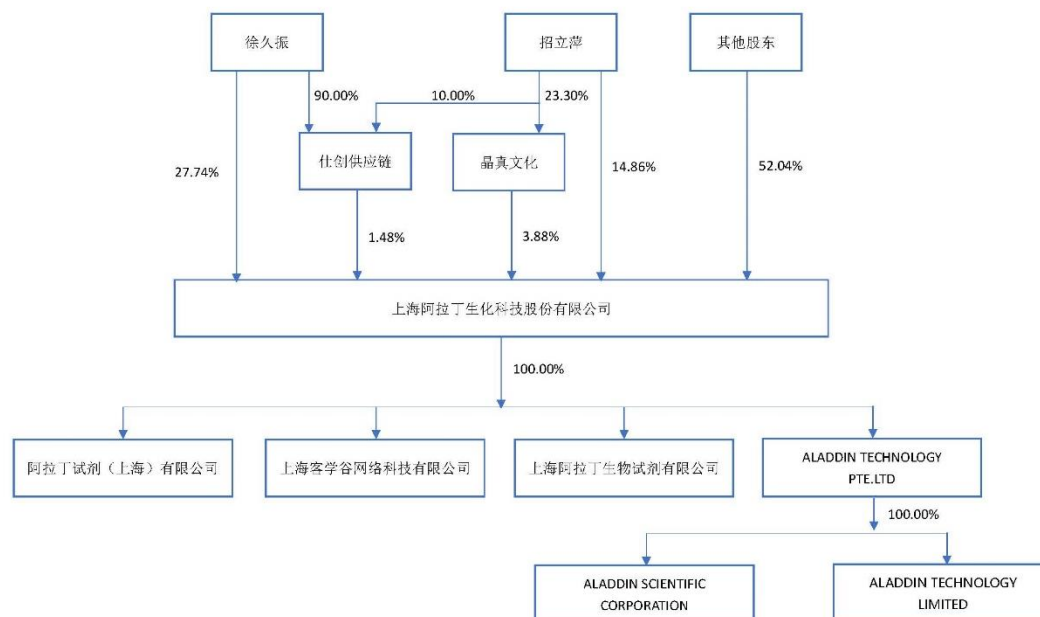 徐久振
招立萍
其他股东
90.00%
10.00%
23.30%
仕创供应链
晶真文化
27.74%
14.86%
52.04%
1.48%
3.88%
上海阿拉丁生化科技股份有限公司
100.00%
阿拉丁试剂（上海）有限公司
上海客学谷网络科技有限公司
上海阿拉丁生物试剂有限公司
ALADDIN TECHNOLOGY
PTE.LTD
100.00%
ALADDIN SCIENTIFIC
CORPORATION
ALADDIN TECHNOLOGY
LIMITED